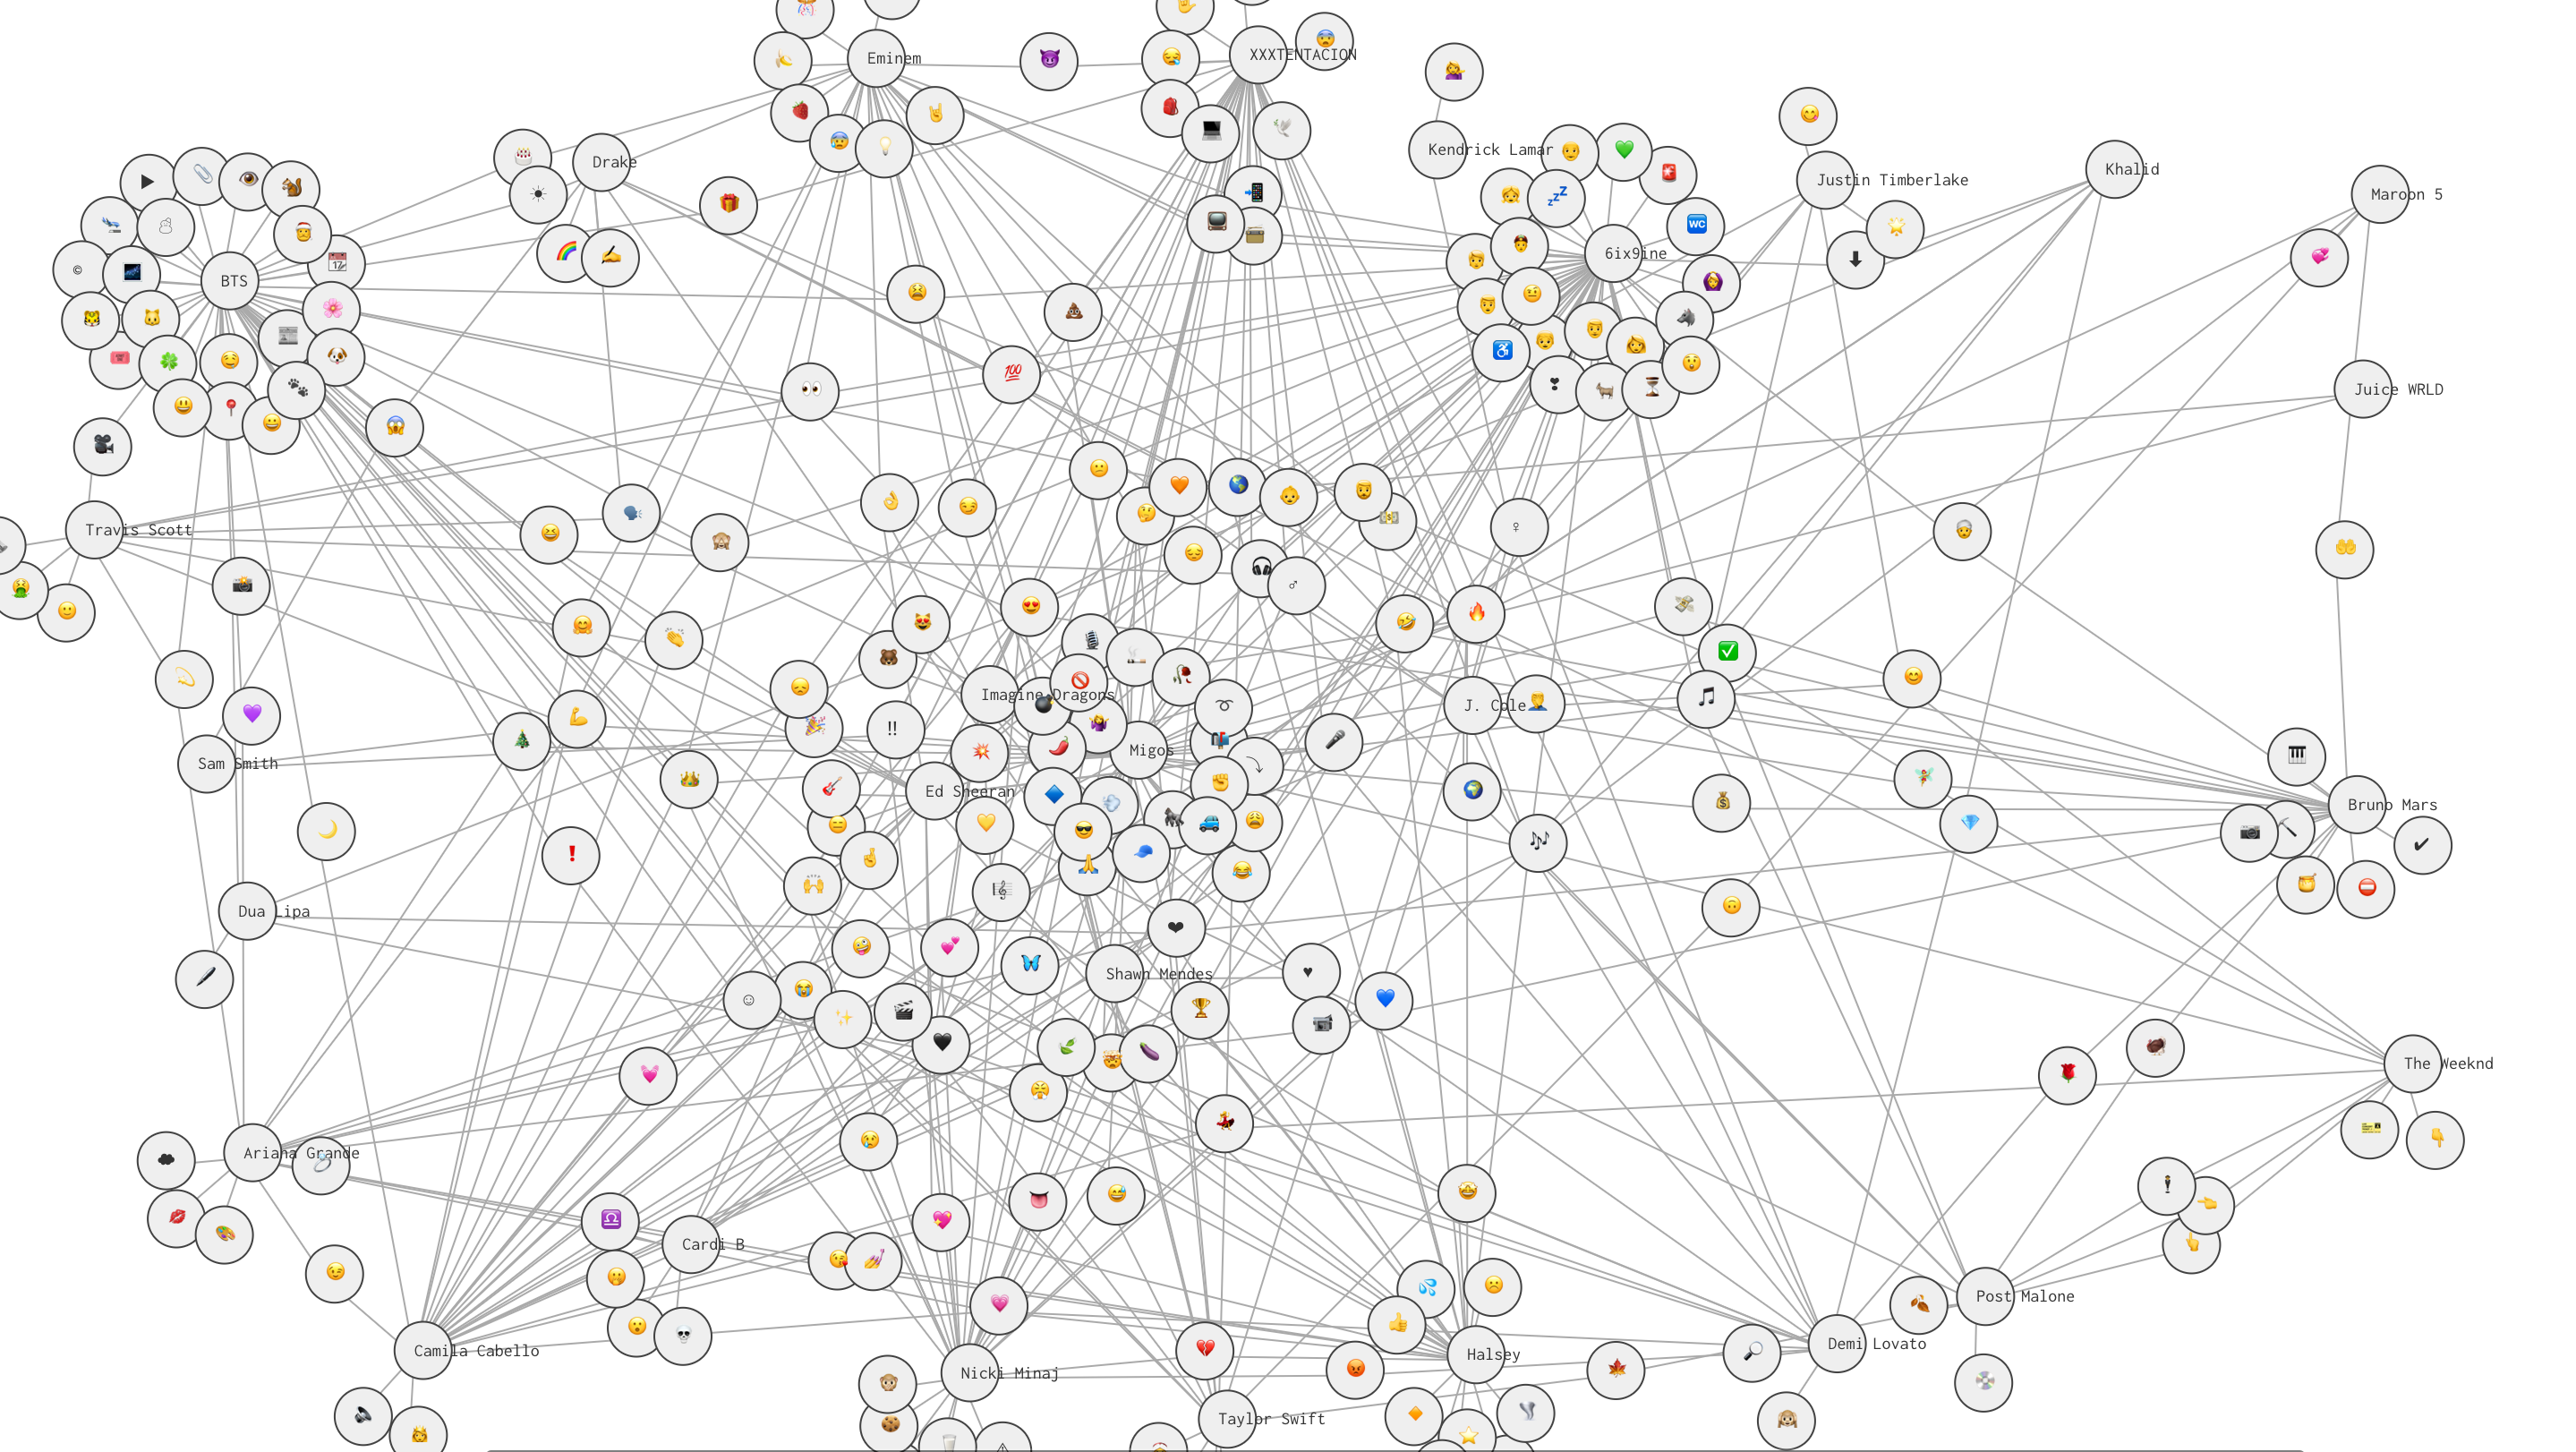 Eminem
XXXTENTACION
Drake
Kendrick Lamar
Justin Timberlake
Khalid
Maroon 5
6ix9ine
BTS
Juice WRLD
Travis Scott
Imagine Dragons
J. Cole
Migos
Sam Smith
Ed Sheeran
Bruno Mars
Dua Lipa
Shawn Mendes
The Weeknd
Ariana Grande
Cardi B
Post Malone
Camila Cabello
Halsey
Demi Lovato
Nicki Minaj
Taylor Swift